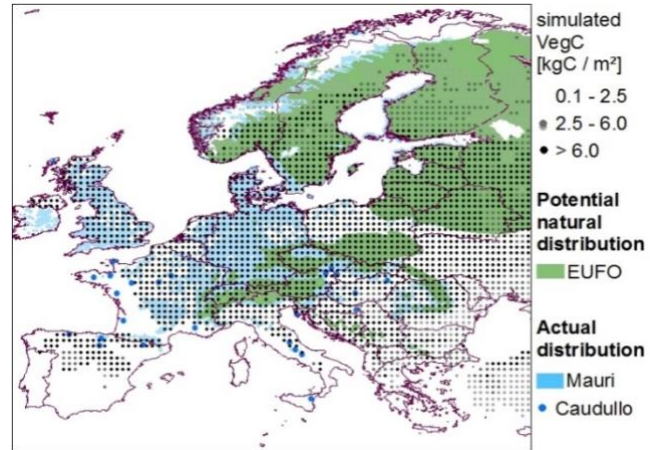 simulated
VegC
[kgC / m²]
0.1 - 2.5
2.5 - 6.0
> 6.0
Potential
natural
distribution
EUFO
Actual
distribution
Mauri
Caudullo